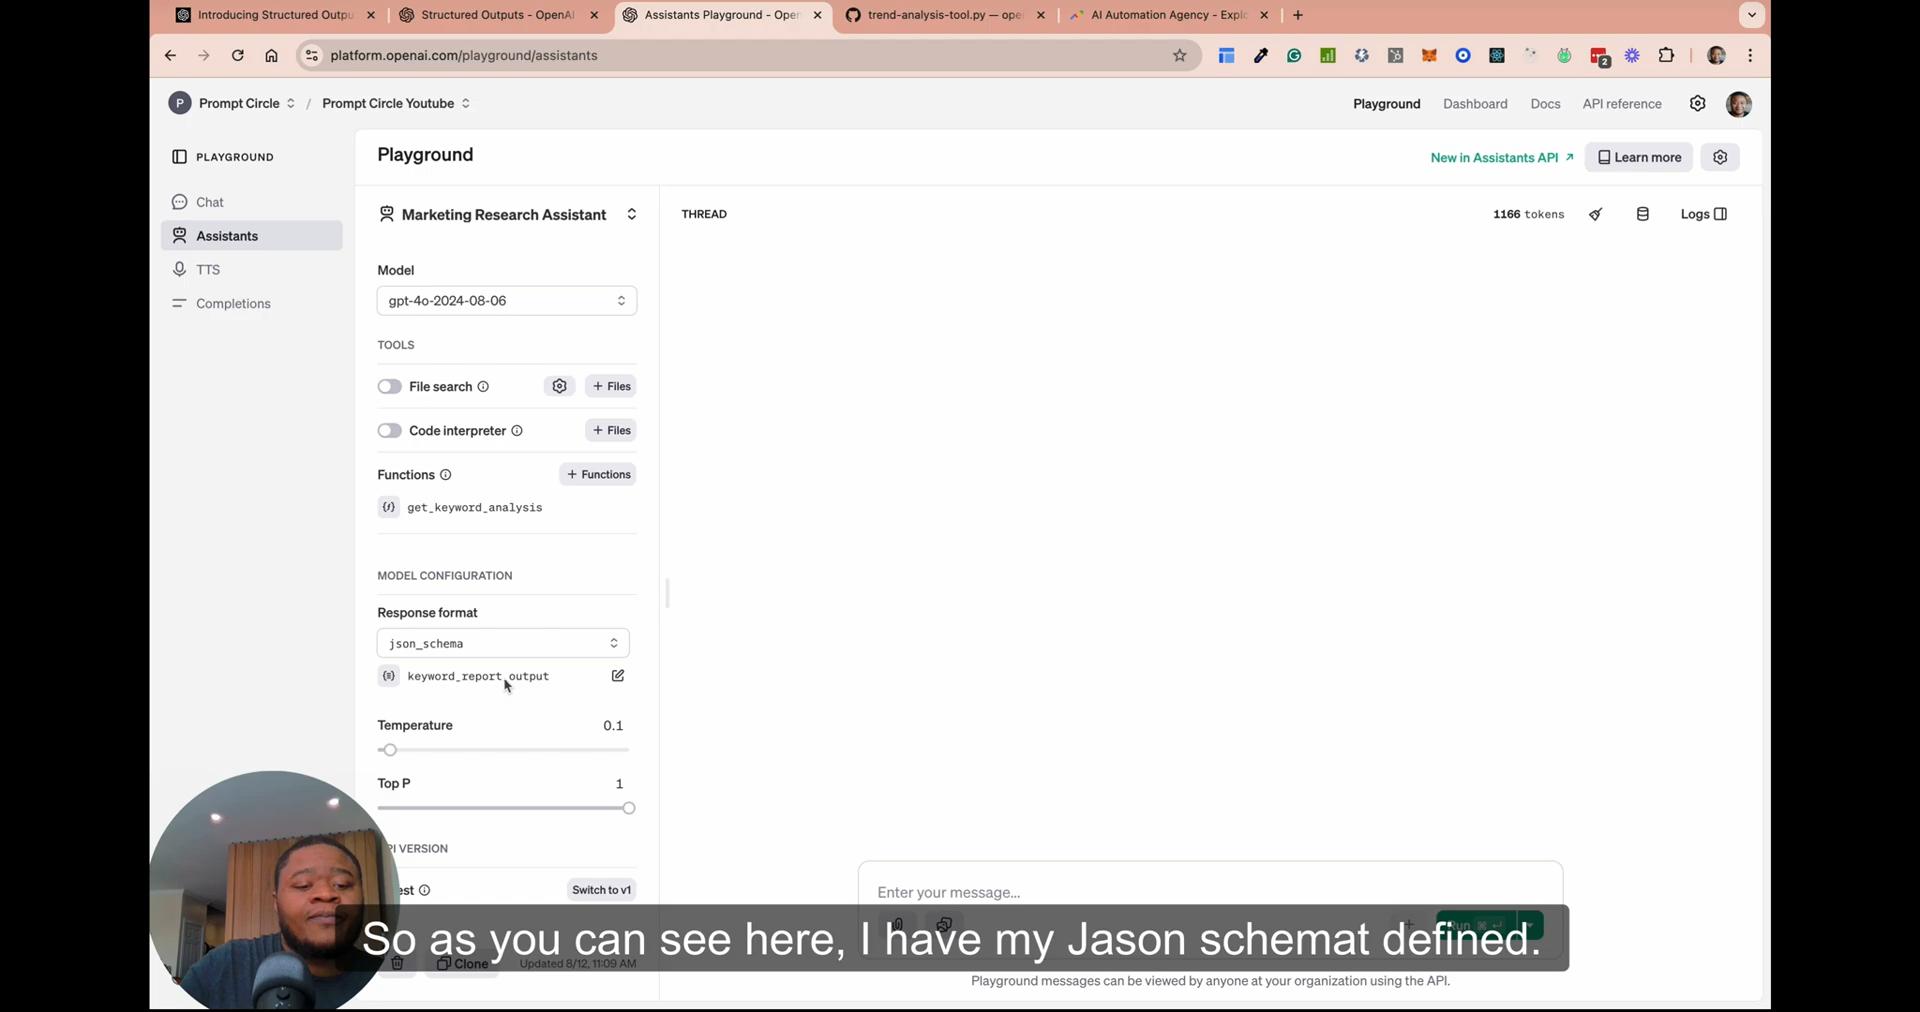 Introducing Structured Outpu
Structured Outputs - OpenAI
Assistants Playground - Open
trend-analysis-tool.py — ope
AI Automation Agency - Explo
platform.openai.com/playground/assistants
2
P Prompt Circle / Prompt Circle Youtube
Playground Dashboard Docs API reference
PLAYGROUND
Chat
Assistants
TTS
Completions
Playground
New in Assistants API ↗ Learn more
Marketing Research Assistant
THREAD
1166 tokens
Logs
Model
gpt-4o-2024-08-06
TOOLS
File search
+ Files
Code interpreter
+ Files
Functions
+ Functions
get_keyword_analysis
MODEL CONFIGURATION
Response format
json_schema
keyword_report_output
Temperature 0.1
Top P 1
PI VERSION
est
Switch to v1
Clone
Updated 8/12, 11:09 AM
Enter your message...
Run
So as you can see here, I have my Jason schemat defined.
Playground messages can be viewed by anyone at your organization using the API.